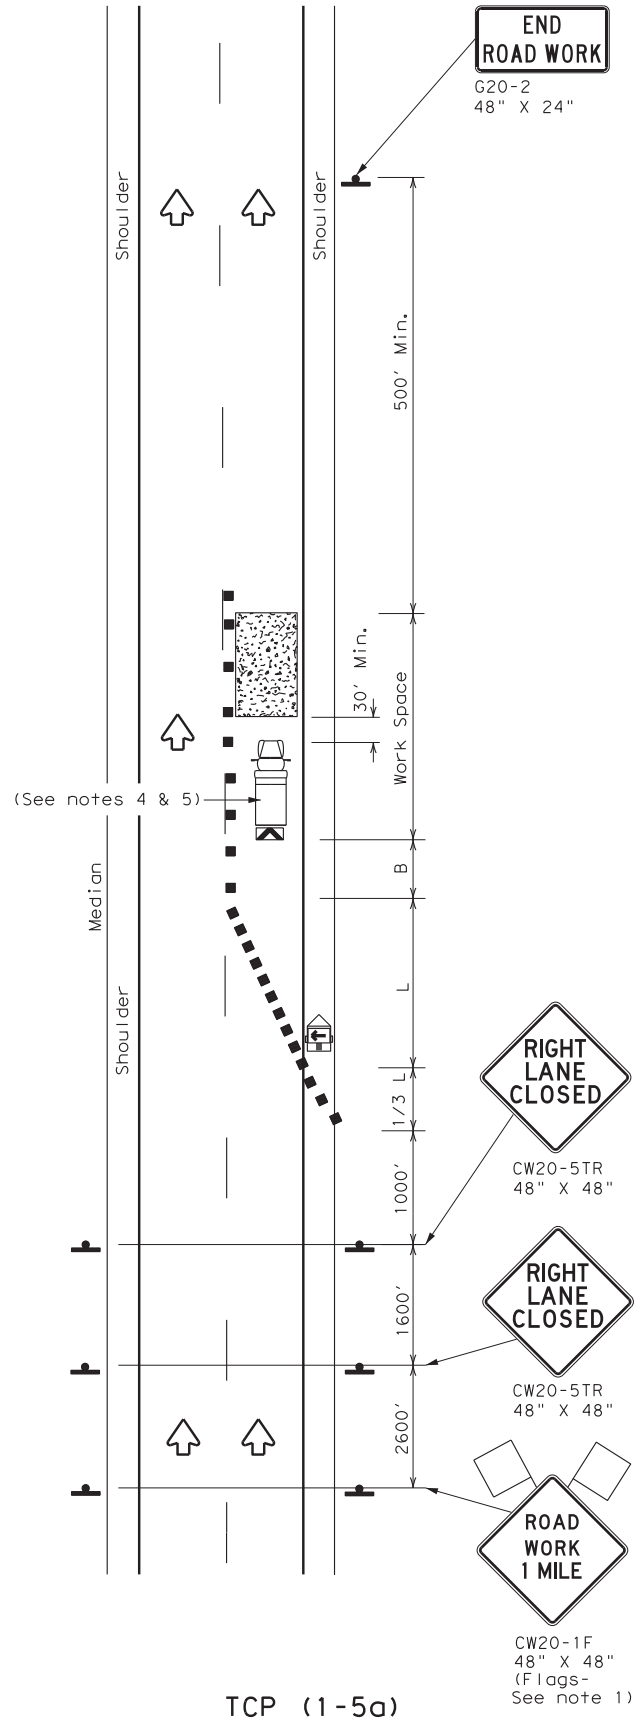 END
ROAD WORK
G20-2
48" X 24"
Shoulder
Shoulder
500' Min.
30' Min.
Work Space
(See notes 4 & 5)
B
Median
L
Shoulder
RIGHT
LANE
CLOSED
1/3 L
CW20-5TR
48" X 48"
1000'
RIGHT
LANE
CLOSED
1600'
CW20-5TR
48" X 48"
2600'
ROAD
WORK
1 MILE
CW20-1F
48" X 48"
(Flags-
See note 1)
TCP (1-5a)